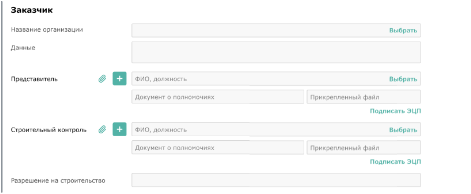 Заказчик
Название организации Выбрать
Данные
Представитель + ФИО, должность Выбрать
Документ о полномочиях Прикрепленный файл
Подписать ЭЦП
Строительный контроль + ФИО, должность Выбрать
Документ о полномочиях Прикрепленный файл
Подписать ЭЦП
Разрешение на строительство